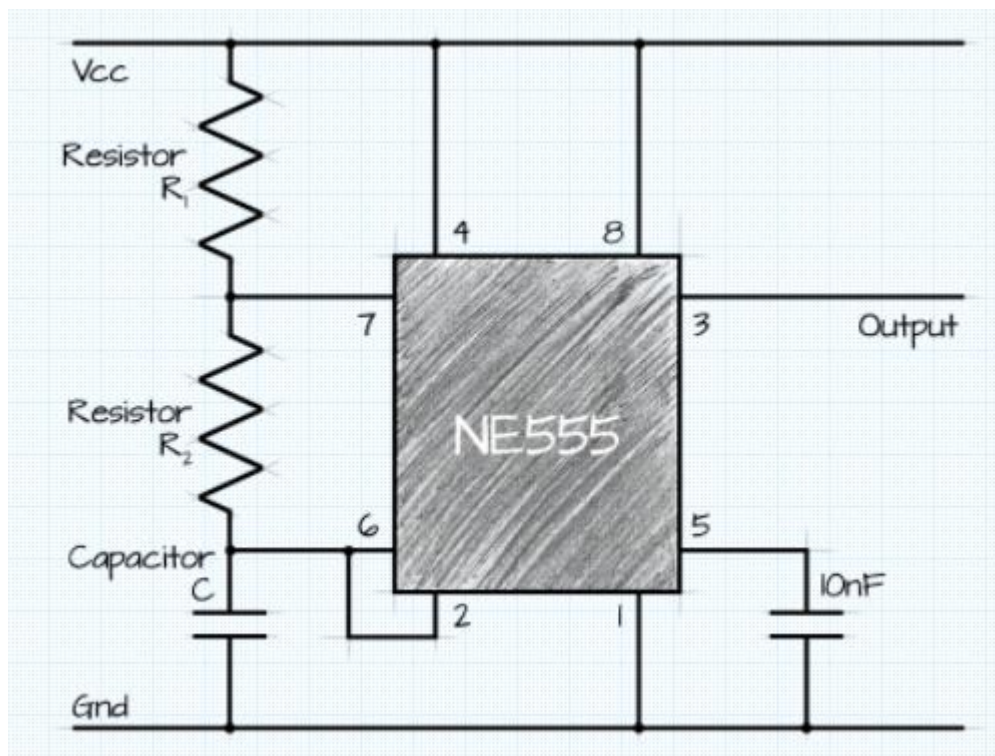 Vcc
Resistor
R₁
4
8
7
3
Output
Resistor
R₂
NE555
6
5
Capacitor
C
10nF
2
1
Gnd